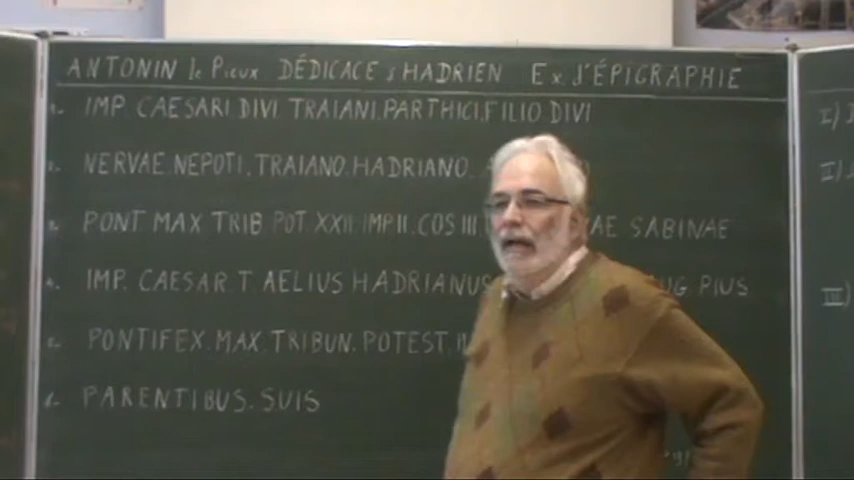 ANTONIN le Pieux DÉDICACE A HADRIEN Ex. d'ÉPIGRAPHIE
1. IMP CAESARI.DIVI TRAIANI.PARTHICI.FILIO DIVI
2. NERVAE.NEPOTI.TRAIANO.HADRIANO.
3. PONT MAX TRIB POT XXII IMP II. COS III SABINAE
4. IMP. CAESAR T AELIUS HADRIANUS PIUS
5. PONTIFEX.MAX.TRIBUN.POTEST
6. PARENTIBUS.SUIS
I)
II)
III)